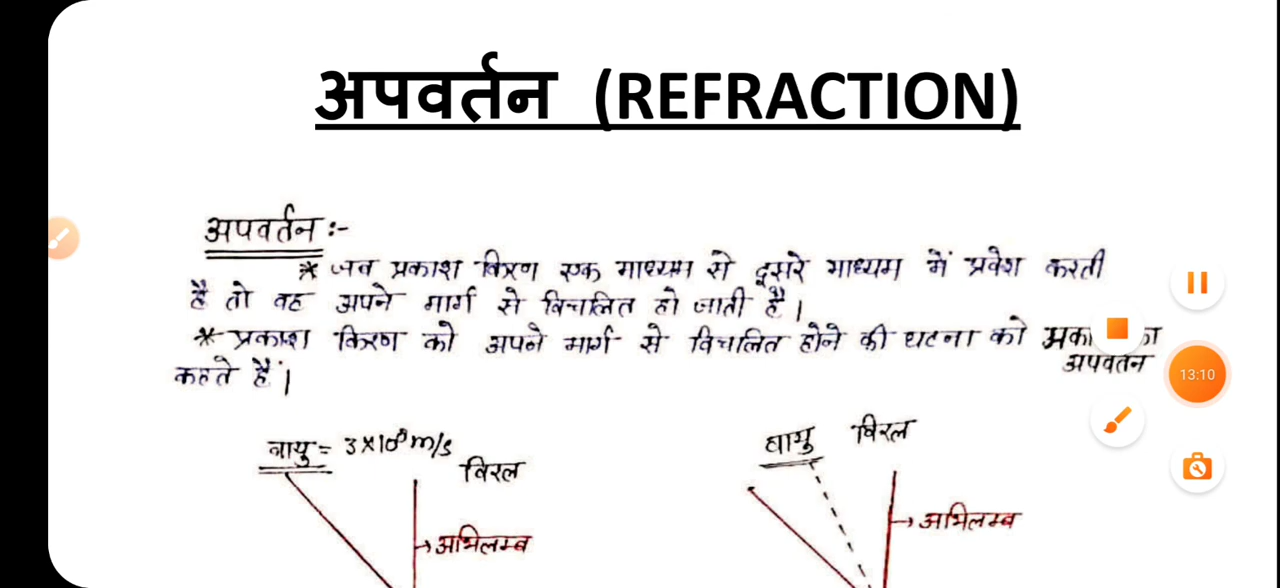 अपवर्तन (REFRACTION)
अपवर्तन :-
* जब प्रकाश किरण एक माध्यम से दूसरे माध्यम में प्रवेश करती
है तो वह अपने मार्ग से विचलित हो जाती है।
* प्रकाश किरण को अपने मार्ग से विचलित होने की घटना को
अपवर्तन
कहते हैं।
वायु = 3×10⁸ m/s
विरल
वायु विरल
→ अभिलम्ब
→ अभिलम्ब
13:10